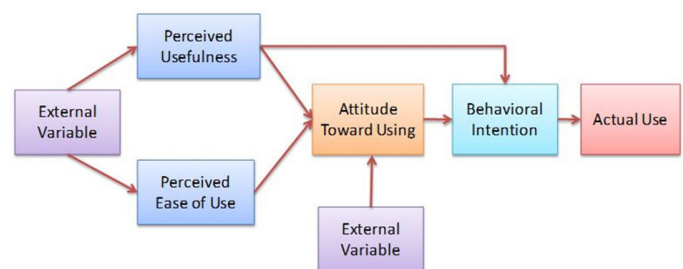 Perceived
Usefulness
External
Variable
Attitude
Toward Using
Behavioral
Intention
Actual Use
Perceived
Ease of Use
External
Variable